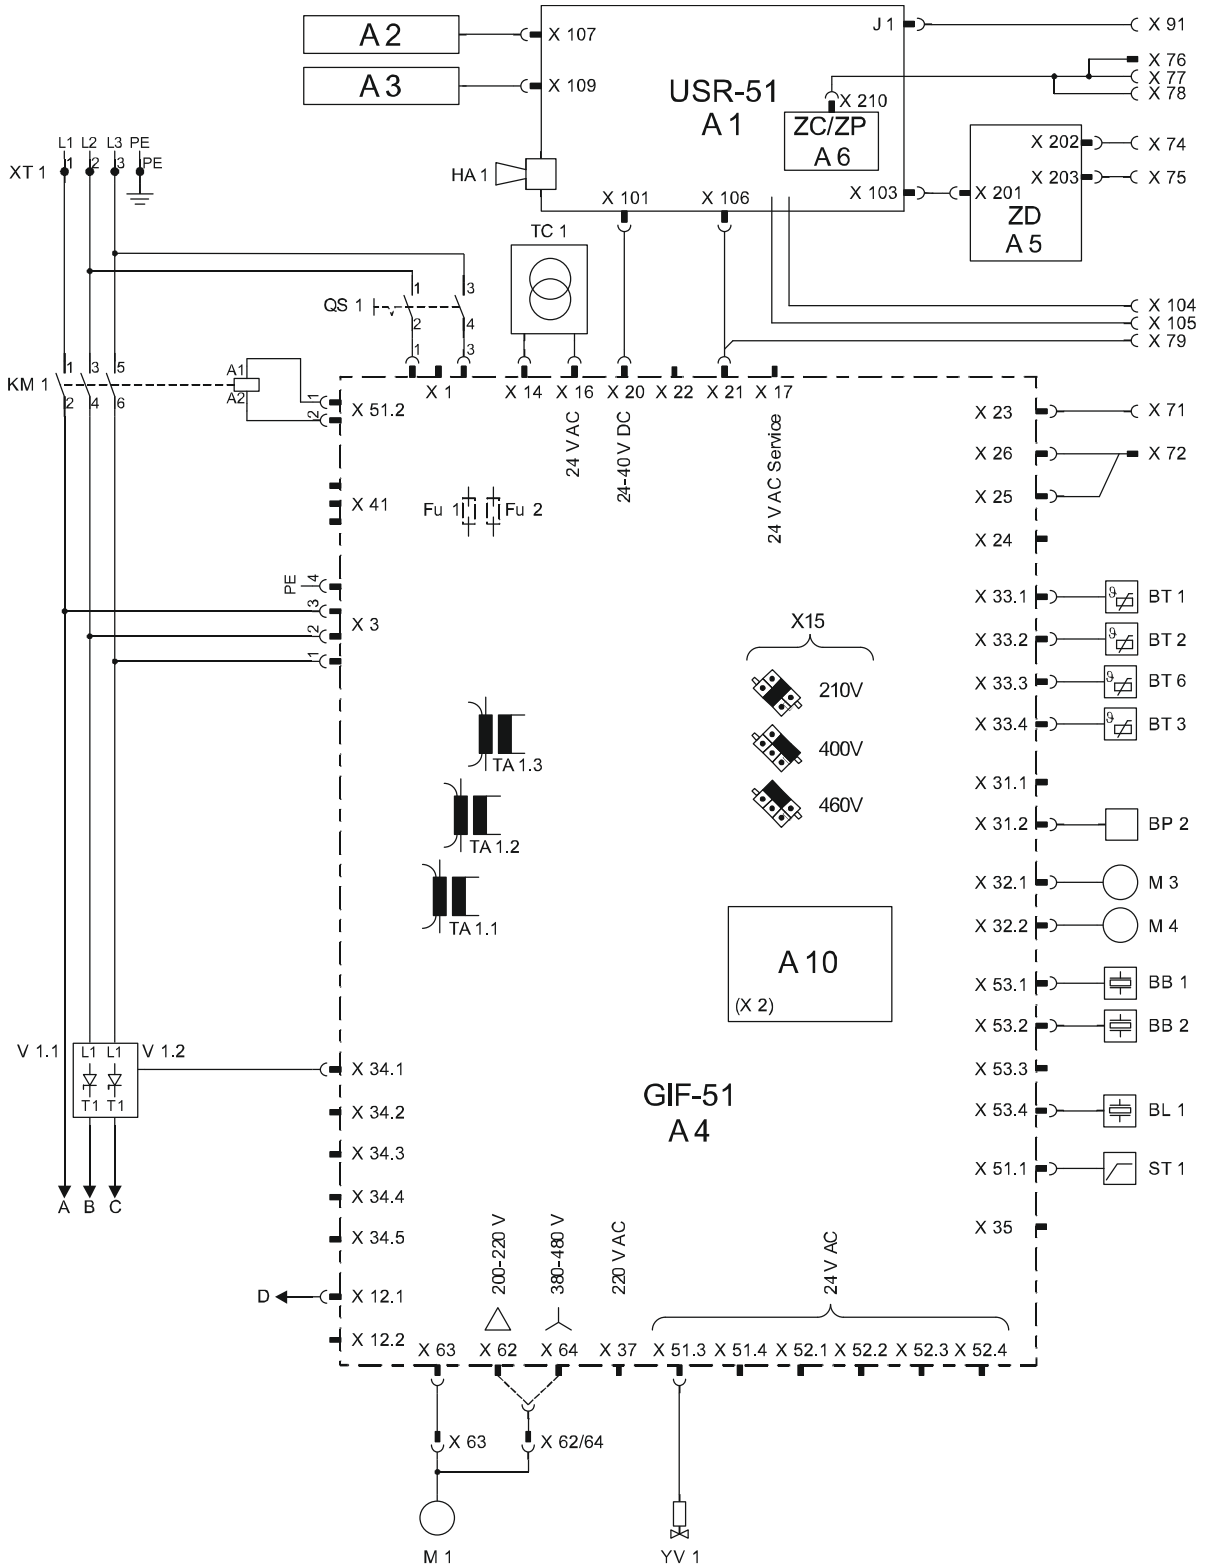 A 2
X 107
J 1
X 91
A 3
X 109
USR-51
A 1
X 210
ZC/ZP
A 6
X 76
X 77
X 78
L1 L2 L3 PE
XT 1
1 2 3 PE
HA 1
X 101
X 106
X 103
X 201
X 202
X 203
X 74
X 75
ZD
A 5
TC 1
QS 1
1 3
2 4
1 3
X 104
X 105
X 79
KM 1
1 3 5
2 4 6
A1
A2
1
2
X 51.2
X 1
X 14
X 16
X 20
X 22
X 21
X 17
24 V AC
24-40 V DC
24 V AC Service
X 23
X 71
X 26
X 72
X 25
X 24
X 41
Fu 1
Fu 2
PE
4
3
2
1
X 3
X 33.1
BT 1
X 33.2
BT 2
X 33.3
BT 6
X 33.4
BT 3
ϑ
ϑ
ϑ
ϑ
X15
210V
400V
460V
TA 1.3
TA 1.2
TA 1.1
X 31.1
X 31.2
BP 2
X 32.1
M 3
X 32.2
M 4
A 10
(X 2)
X 53.1
BB 1
X 53.2
BB 2
X 53.3
X 53.4
BL 1
X 51.1
ST 1
X 35
V 1.1
L1 L1
T1 T1
V 1.2
X 34.1
X 34.2
X 34.3
X 34.4
X 34.5
GIF-51
A 4
A B C
D
X 12.1
X 12.2
200-220 V
380-480 V
220 V AC
24 V AC
X 63
X 62
X 64
X 37
X 51.3
X 51.4
X 52.1
X 52.2
X 52.3
X 52.4
X 63
X 62/64
M 1
YV 1